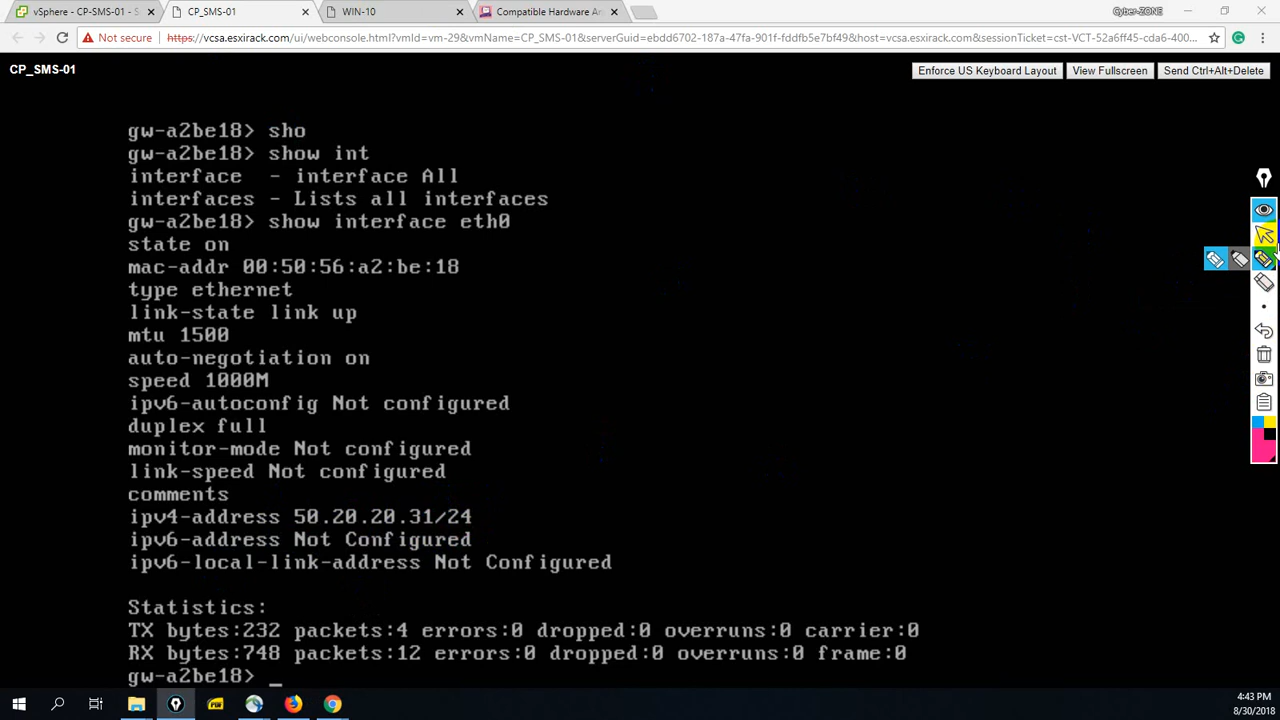 vSphere - CP-SMS-01 - S
CP_SMS-01
WIN-10
Compatible Hardware An
Cyber-ZONE
Not secure
https://vcsa.esxirack.com/ui/webconsole.html?vmId=vm-29&vmName=CP_SMS-01&serverGuid=ebdd6702-187a-47fa-901f-fdfb5e7bf49&host=vcsa.esxirack.com&sessionTicket=cst-VCT-52a6ff45-cda6-400...
CP_SMS-01
Enforce US Keyboard Layout
View Fullscreen
Send Ctrl+Alt+Delete
gw-a2be18> sho
gw-a2be18> show int
interface - interface All
interfaces - Lists all interfaces
gw-a2be18> show interface eth0
state on
mac-addr 00:50:56:a2:be:18
type ethernet
link-state link up
mtu 1500
auto-negotiation on
speed 1000M
ipv6-autoconfig Not configured
duplex full
monitor-mode Not configured
link-speed Not configured
comments
ipv4-address 50.20.20.31/24
ipv6-address Not Configured
ipv6-local-link-address Not Configured
Statistics:
TX bytes:232 packets:4 errors:0 dropped:0 overruns:0 carrier:0
RX bytes:748 packets:12 errors:0 dropped:0 overruns:0 frame:0
gw-a2be18> _
PDF
4:43 PM
8/30/2018